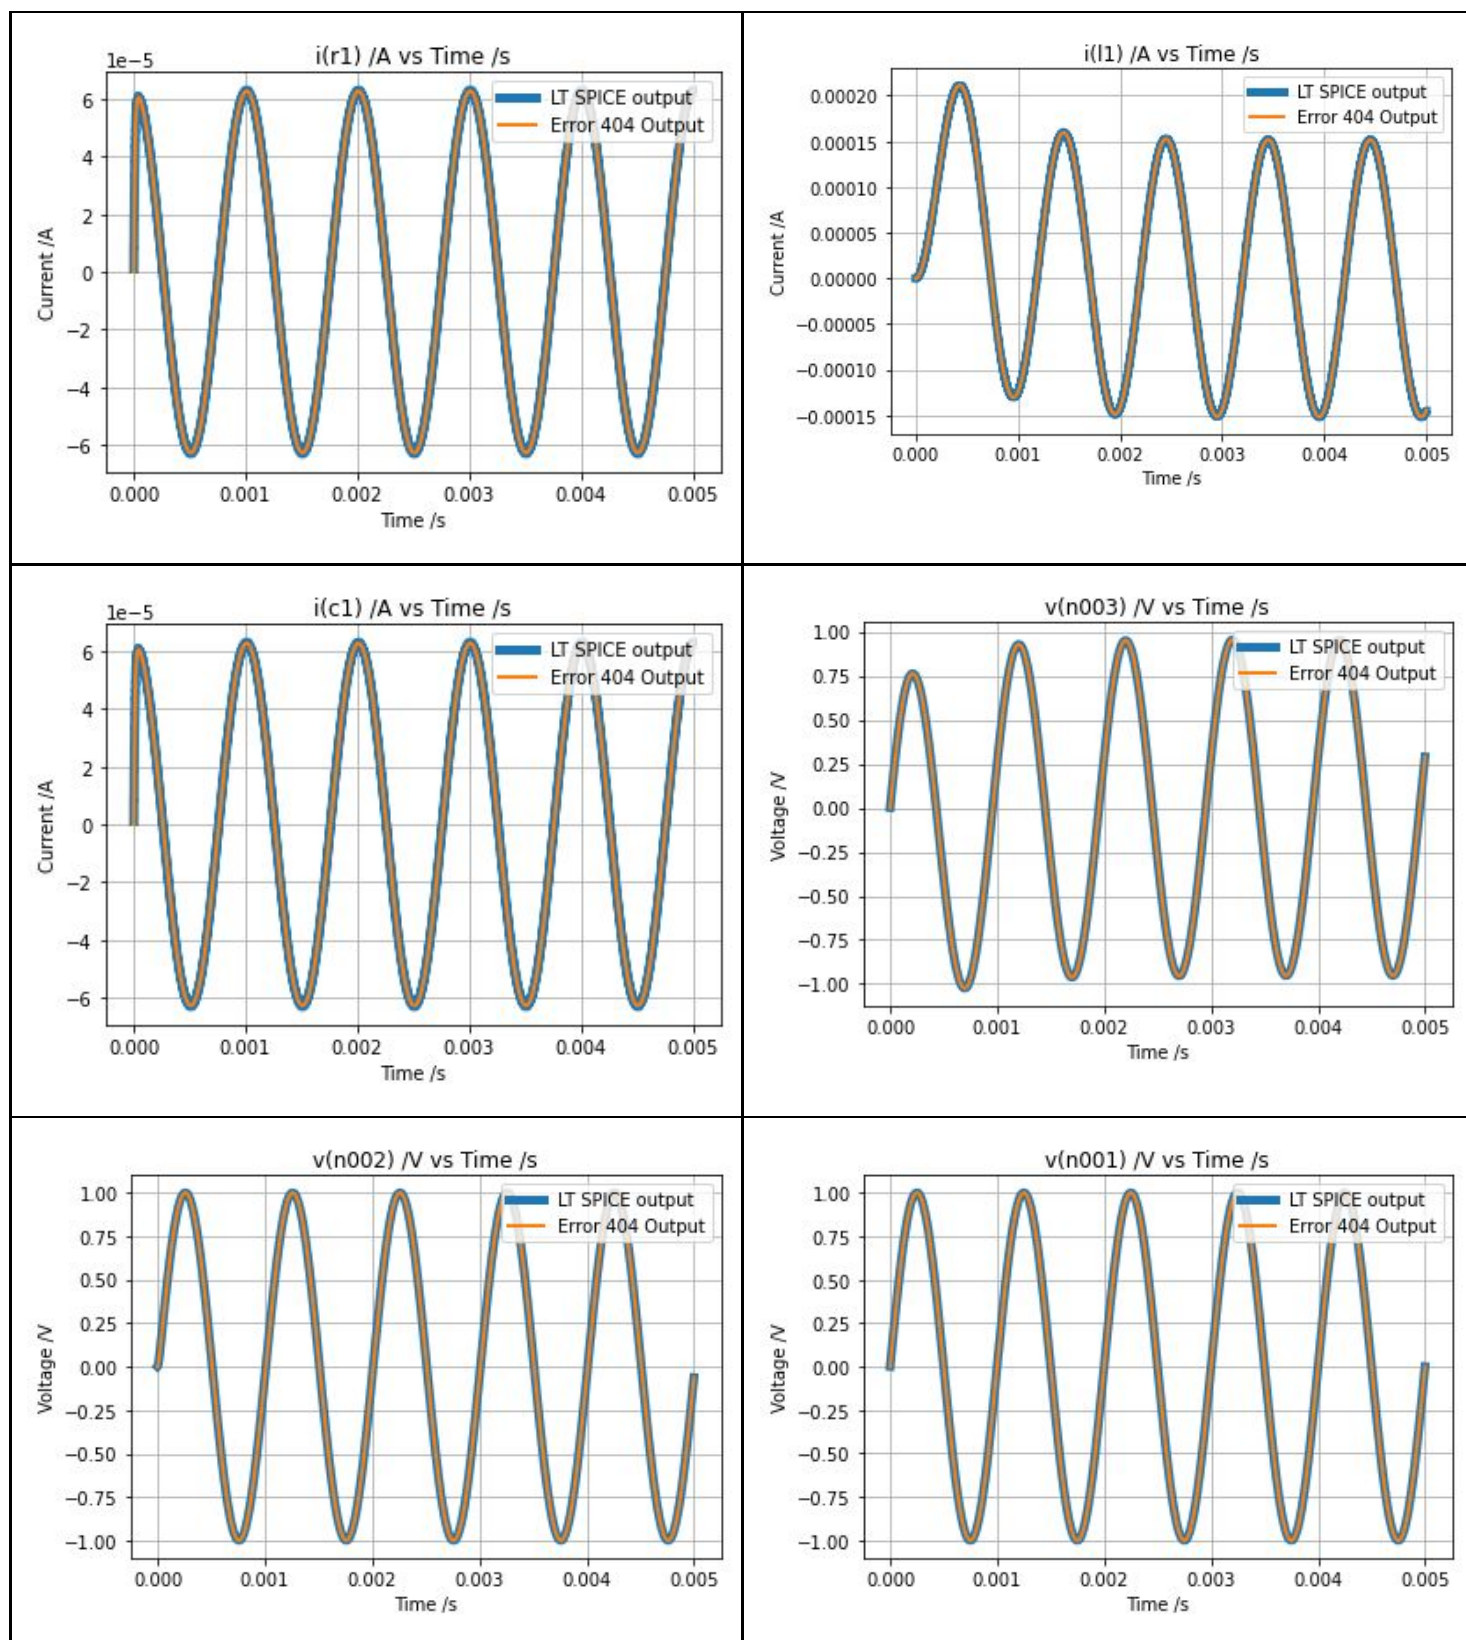 i(r1) /A vs Time /s
1e−5
LT SPICE output
Error 404 Output
6
4
2
0
−2
−4
−6
Current /A
0.000 0.001 0.002 0.003 0.004 0.005
Time /s
i(l1) /A vs Time /s
LT SPICE output
Error 404 Output
0.00020
0.00015
0.00010
0.00005
0.00000
−0.00005
−0.00010
−0.00015
Current /A
0.000 0.001 0.002 0.003 0.004 0.005
Time /s
i(c1) /A vs Time /s
1e−5
LT SPICE output
Error 404 Output
6
4
2
0
−2
−4
−6
Current /A
0.000 0.001 0.002 0.003 0.004 0.005
Time /s
v(n003) /V vs Time /s
LT SPICE output
Error 404 Output
1.00
0.75
0.50
0.25
0.00
−0.25
−0.50
−0.75
−1.00
Voltage /V
0.000 0.001 0.002 0.003 0.004 0.005
Time /s
v(n002) /V vs Time /s
LT SPICE output
Error 404 Output
1.00
0.75
0.50
0.25
0.00
−0.25
−0.50
−0.75
−1.00
Voltage /V
0.000 0.001 0.002 0.003 0.004 0.005
Time /s
v(n001) /V vs Time /s
LT SPICE output
Error 404 Output
1.00
0.75
0.50
0.25
0.00
−0.25
−0.50
−0.75
−1.00
Voltage /V
0.000 0.001 0.002 0.003 0.004 0.005
Time /s